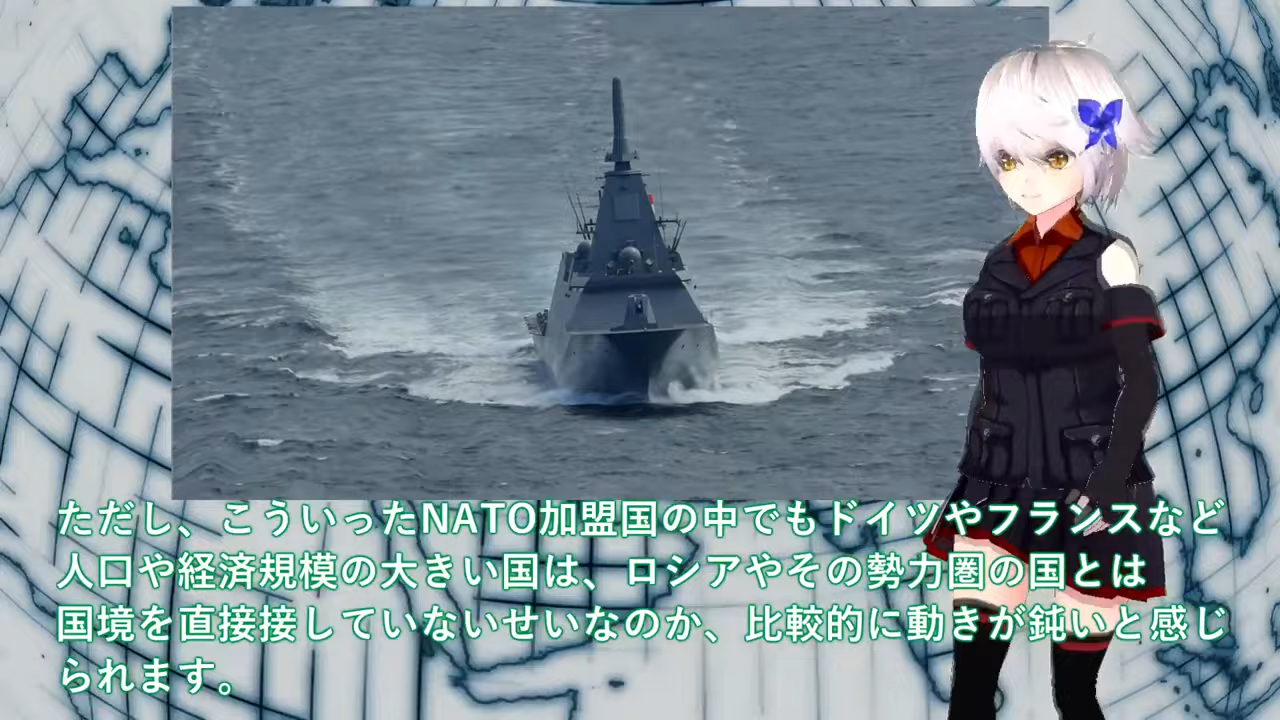 ただし、こういったNATO加盟国の中でもドイツやフランスなど
人口や経済規模の大きい国は、ロシアやその勢力圏の国とは
国境を直接接していないせいなのか、比較的に動きが鈍いと感じ
られます。